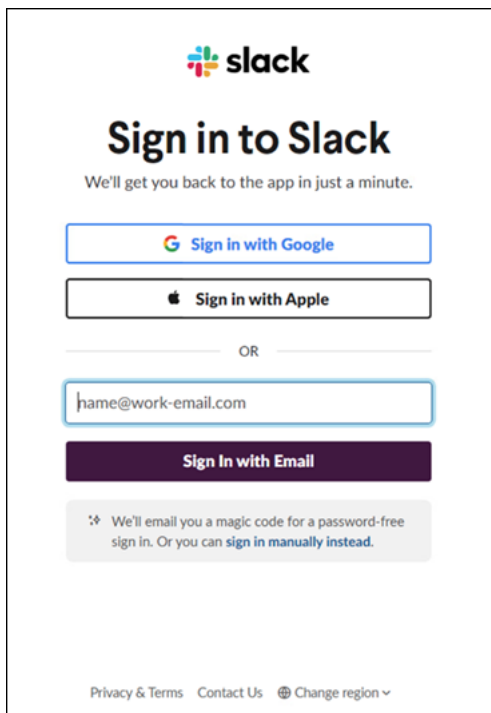 slack
Sign in to Slack
We'll get you back to the app in just a minute.
Sign in with Google
Sign in with Apple
OR
name@work-email.com
Sign In with Email
We'll email you a magic code for a password-free
sign in. Or you can sign in manually instead.
Privacy & Terms Contact Us Change region